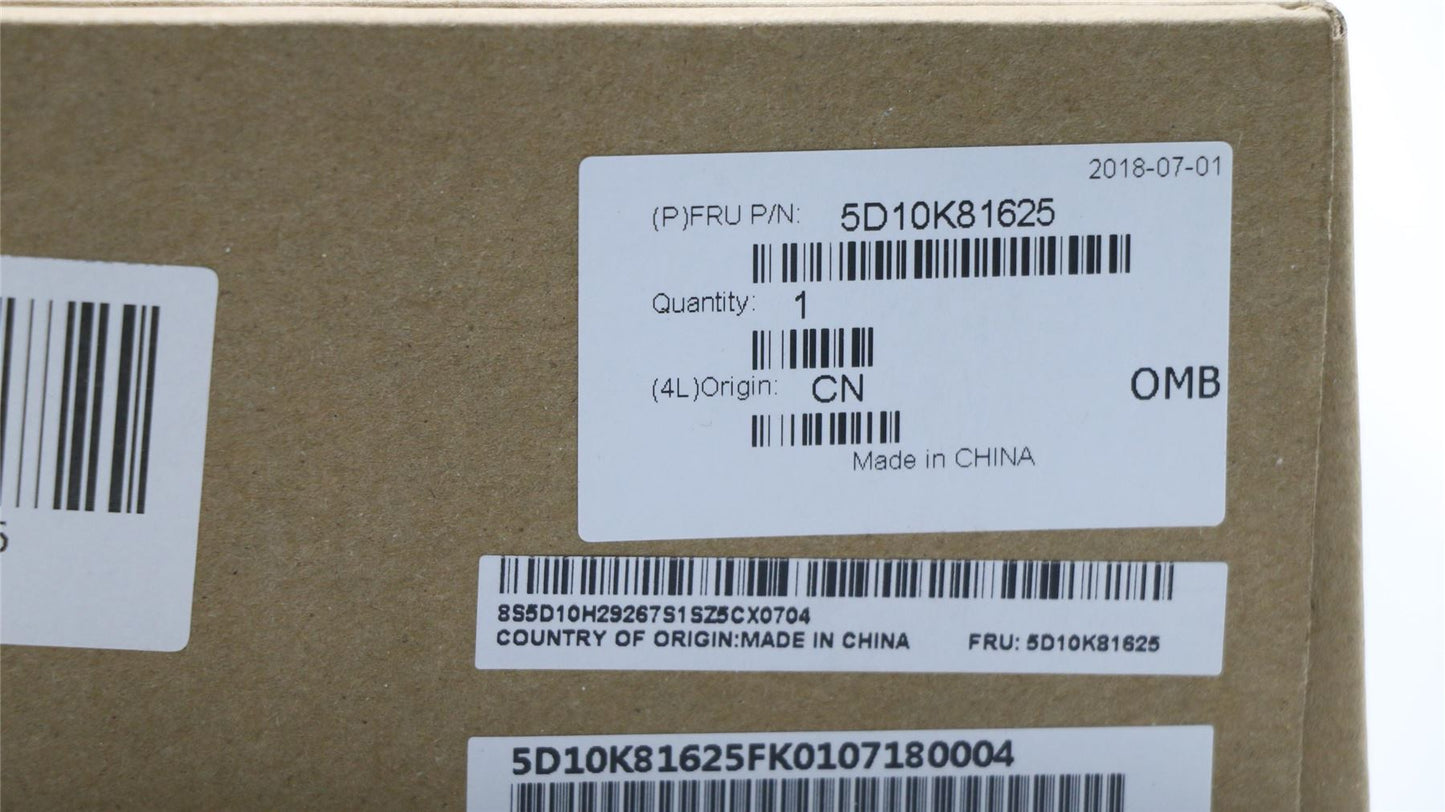 2018-07-01
(P)FRU P/N: 5D10K81625
Quantity: 1
(4L)Origin: CN
OMB
Made in CHINA
8S5D10H29267S1SZ5CX0704
COUNTRY OF ORIGIN:MADE IN CHINA FRU: 5D10K81625
5D10K81625FK0107180004